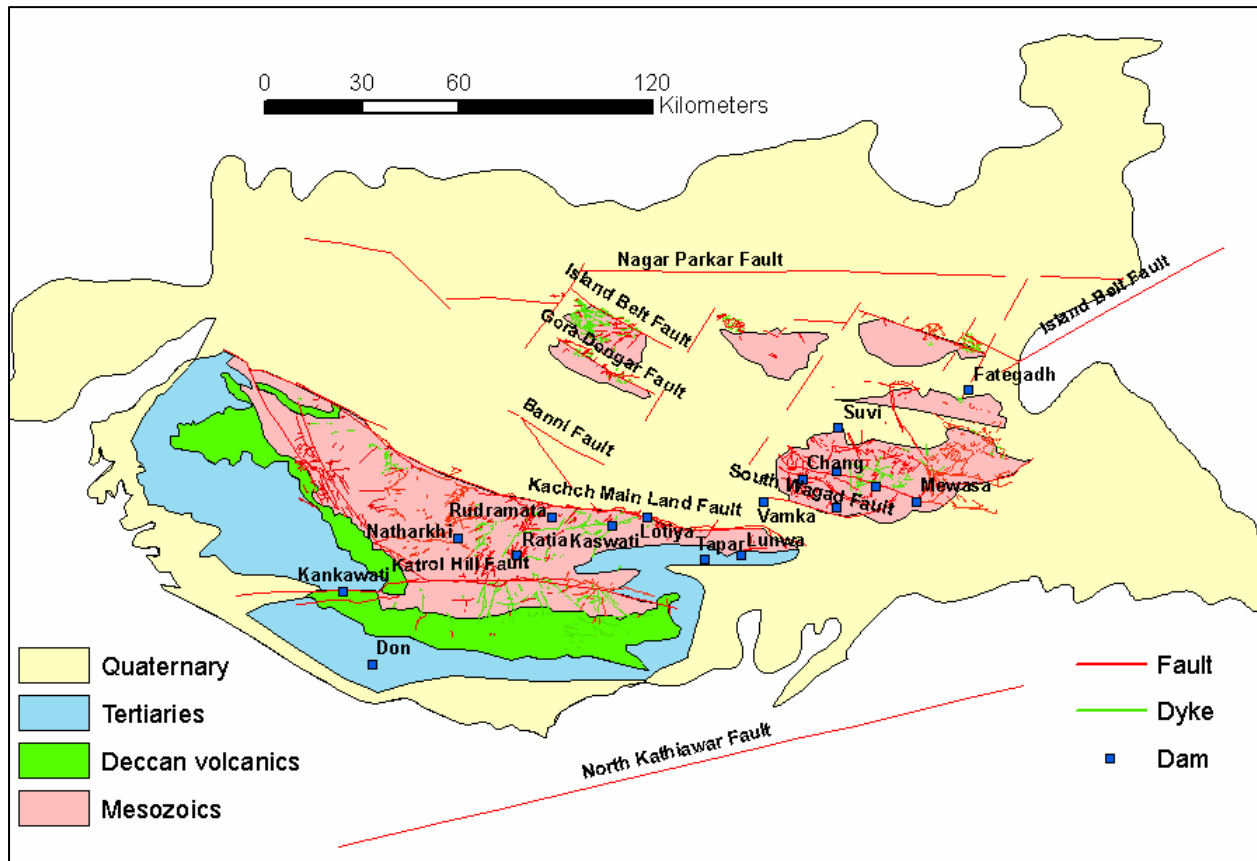 0 30 60 120
Kilometers
Nagar Parkar Fault
Island Belt Fault
Island Belt Fault
Gora Dongar Fault
Fategadh
Banni Fault
Suvi
Chang
South Wagad Fault
Mewasa
Kachch Main Land Fault
Vamka
Rudramata
Lotiya
Natharkhi
Ratia
Kaswati
Tapar
Lunwa
Katrol Hill Fault
Kankawati
Don
Quaternary
Tertiaries
Deccan volcanics
Mesozoics
Fault
Dyke
Dam
North Kathiawar Fault